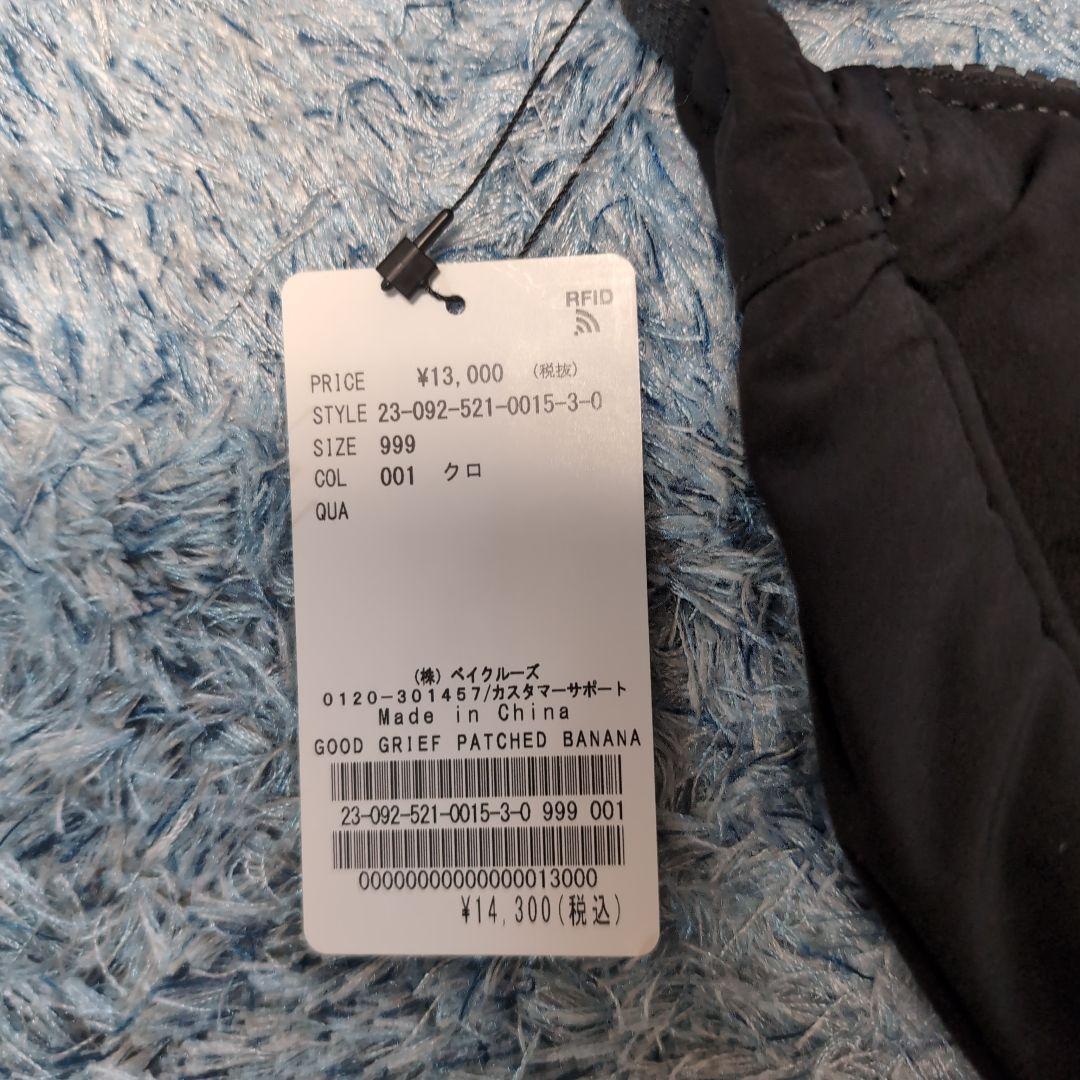 RFID
PRICE ¥13,000 (税抜)
STYLE 23-092-521-0015-3-0
SIZE 999
COL 001 クロ
QUA
(株) ベイクルーズ
0120-301457/カスタマーサポート
Made in China
GOOD GRIEF PATCHED BANANA
23-092-521-0015-3-0 999 001
00000000000000013000
¥14,300(税込)